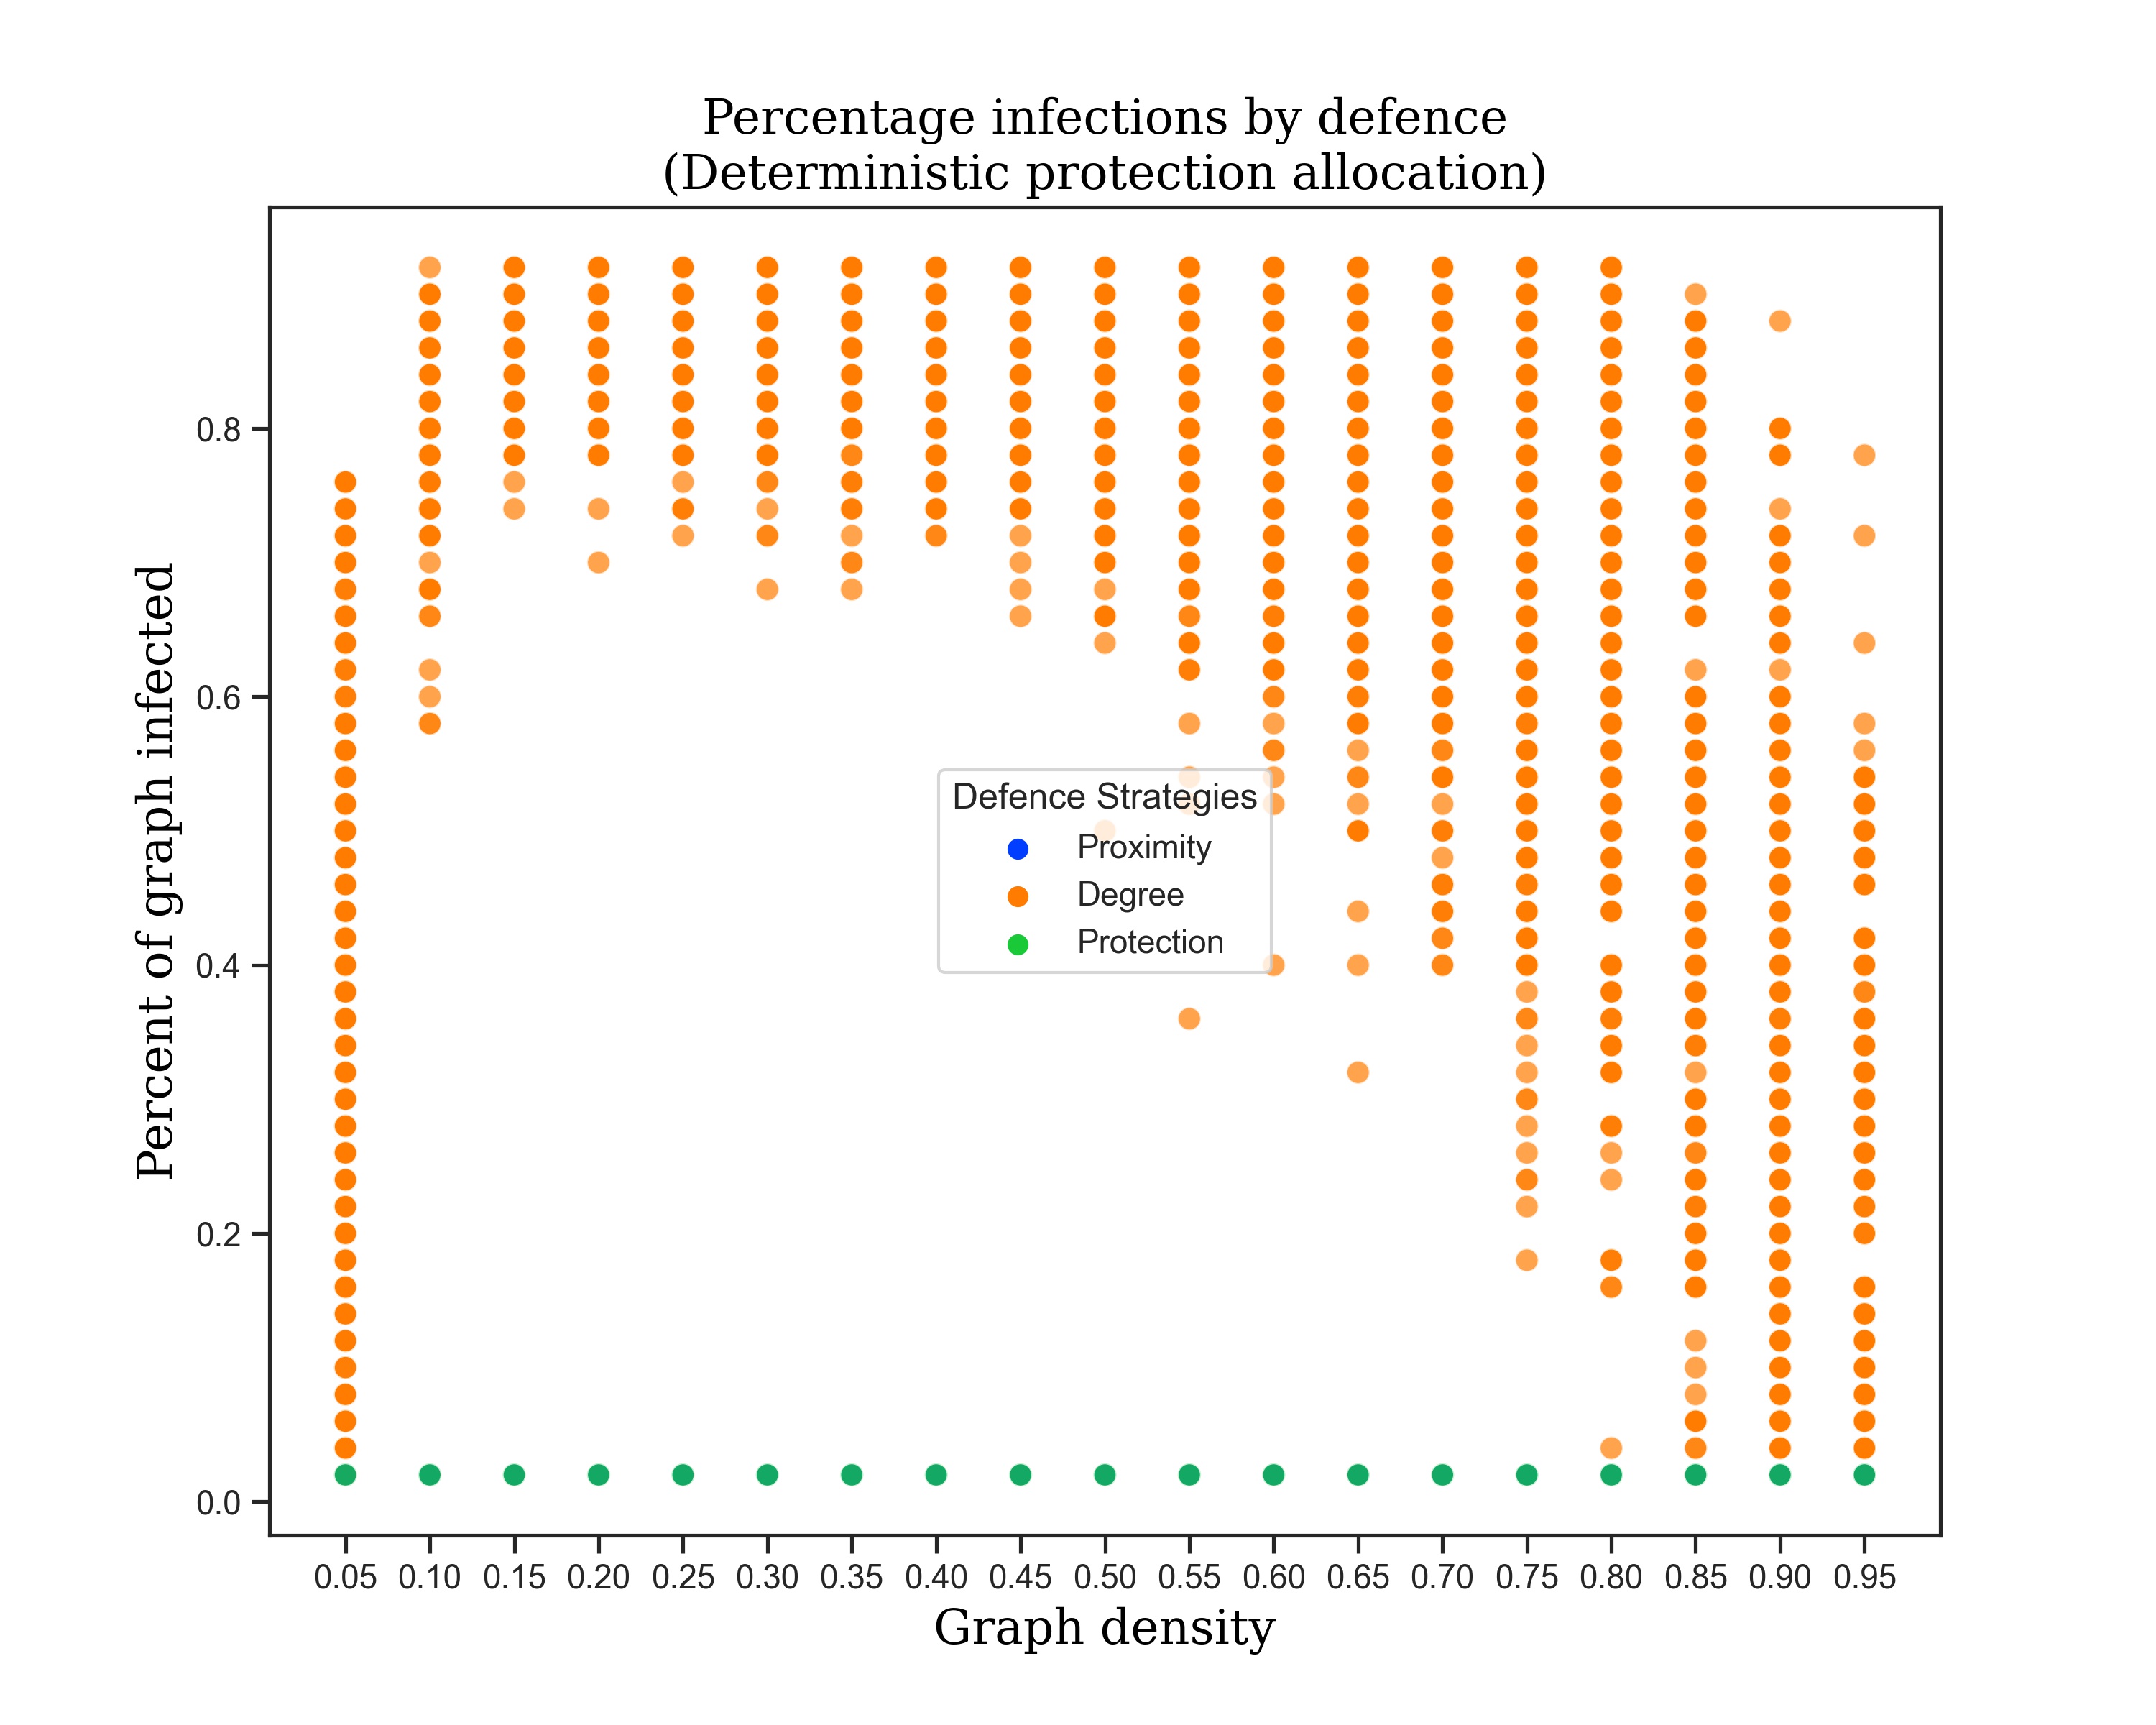 Percentage infections by defence
(Deterministic protection allocation)
Percent of graph infected
0.8
0.6
0.4
0.2
0.0
Defence Strategies
Proximity
Degree
Protection
0.05 0.10 0.15 0.20 0.25 0.30 0.35 0.40 0.45 0.50 0.55 0.60 0.65 0.70 0.75 0.80 0.85 0.90 0.95
Graph density